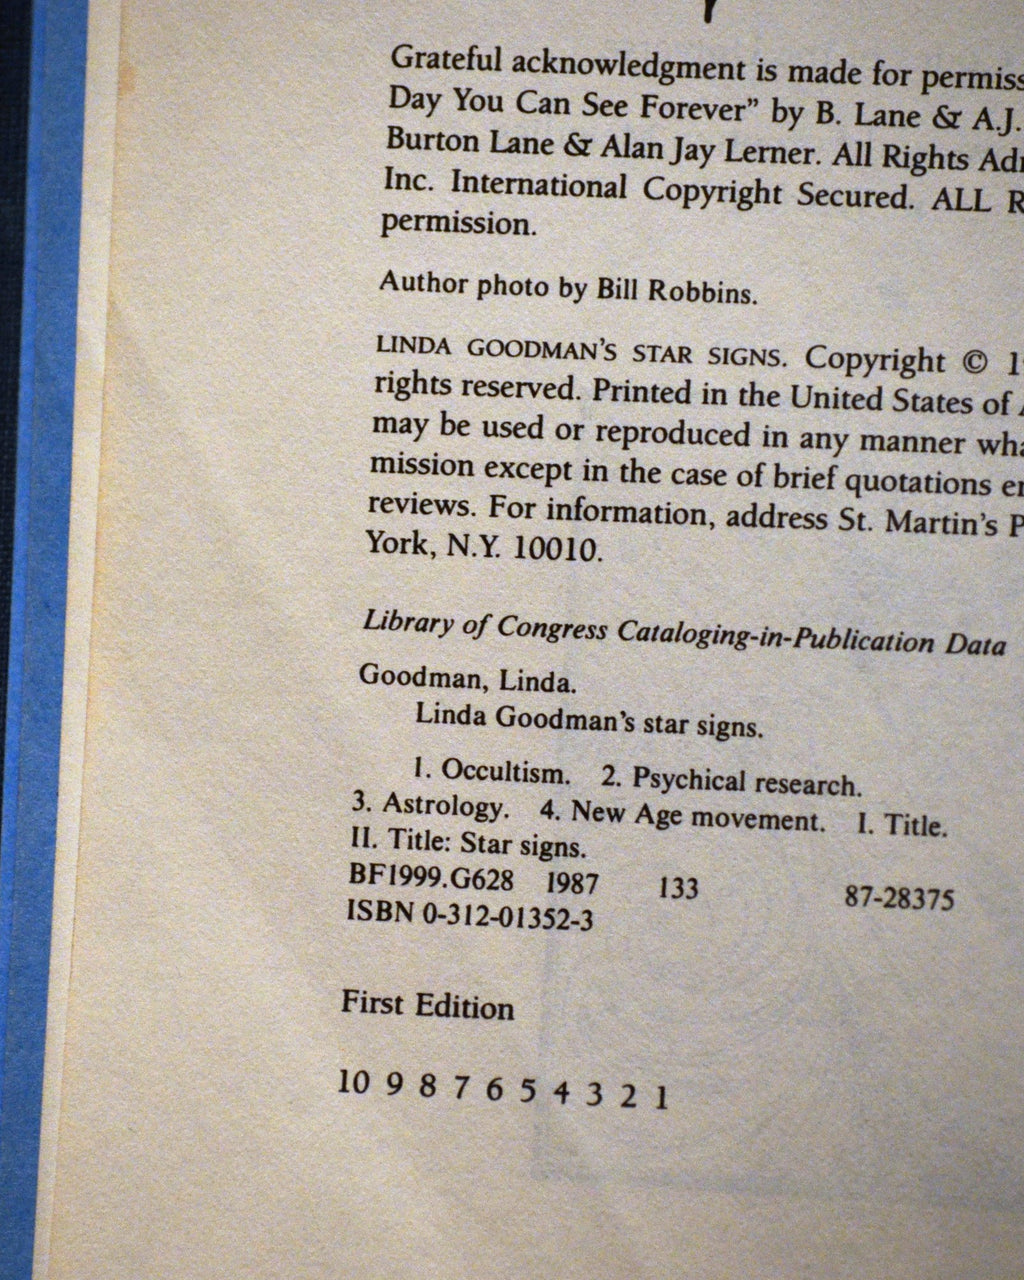 Grateful acknowledgment is made for
Day You Can See Forever” by B. Lane & A.J.
Burton Lane & Alan Jay Lerner. All Rights
Inc. International Copyright Secured. ALL
permission.
Author photo by Bill Robbins.
LINDA GOODMAN’S STAR SIGNS. Copyright ©
rights reserved. Printed in the United States of
may be used or reproduced in any manner
mission except in the case of brief quotations
reviews. For information, address St. Martin’s
York, N.Y. 10010.
Library of Congress Cataloging-in-Publication Data
Goodman, Linda.
Linda Goodman’s star signs.
1. Occultism. 2. Psychical research.
3. Astrology. 4. New Age movement. I. Title.
II. Title: Star signs.
BF1999.G628 1987 133 87-28375
ISBN 0-312-01352-3
First Edition
10 9 8 7 6 5 4 3 2 1